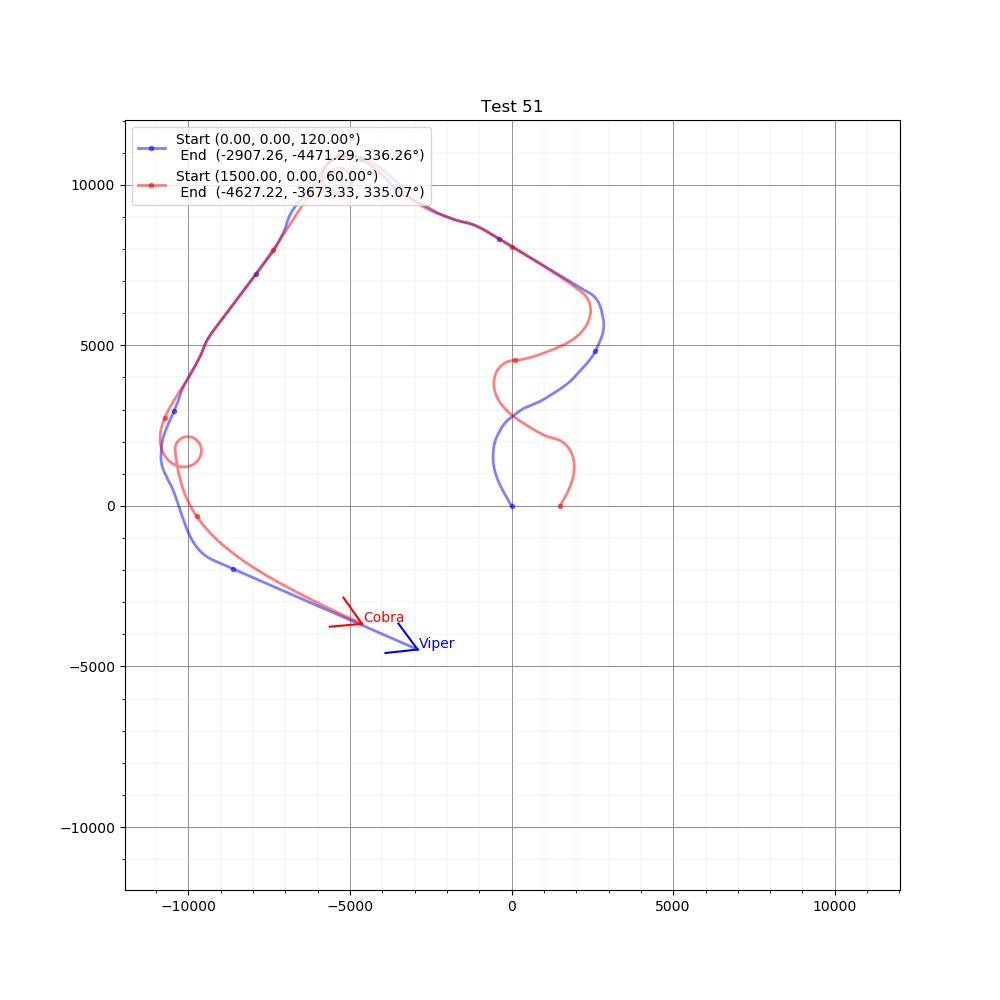 Test 51
Start (0.00, 0.00, 120.00°)
End (-2907.26, -4471.29, 336.26°)
Start (1500.00, 0.00, 60.00°)
End (-4627.22, -3673.33, 335.07°)
10000
5000
0
−5000
−10000
Cobra
Viper
−10000
−5000
0
5000
10000